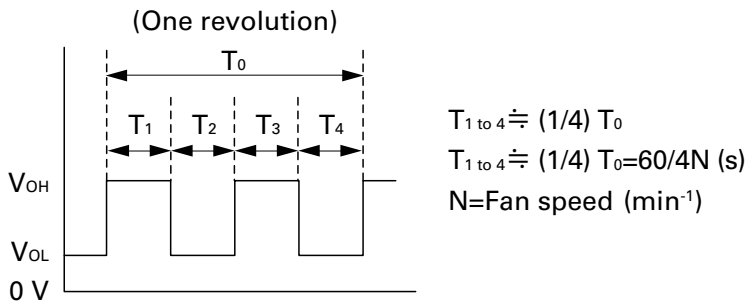 (One revolution)
T0
T1 T2 T3 T4
VOH
VOL
0 V
T1 to 4≒ (1/4) T0
T1 to 4≒ (1/4) T0=60/4N (s)
N=Fan speed (min-1)